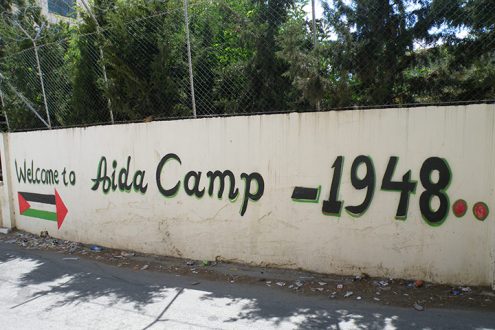 Welcome to Aida Camp -1948..